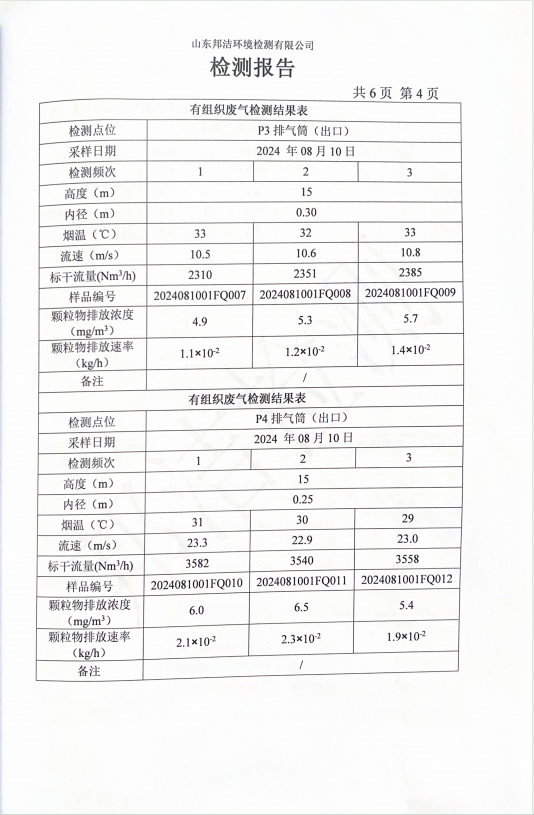 山东邦洁环境检测有限公司
检测报告
共 6 页 第 4 页
有组织废气检测结果表
检测点位 P3 排气筒（出口）
采样日期 2024 年 08 月 10 日
检测频次 1 2 3
高度（m） 15
内径（m） 0.30
烟温（℃） 33 32 33
流速（m/s） 10.5 10.6 10.8
标干流量(Nm³/h) 2310 2351 2385
样品编号 2024081001FQ007 2024081001FQ008 2024081001FQ009
颗粒物排放浓度
（mg/m³） 4.9 5.3 5.7
颗粒物排放速率
（kg/h） 1.1×10⁻² 1.2×10⁻² 1.4×10⁻²
备注 /
有组织废气检测结果表
检测点位 P4 排气筒（出口）
采样日期 2024 年 08 月 10 日
检测频次 1 2 3
高度（m） 15
内径（m） 0.25
烟温（℃） 31 30 29
流速（m/s） 23.3 22.9 23.0
标干流量(Nm³/h) 3582 3540 3558
样品编号 2024081001FQ010 2024081001FQ011 2024081001FQ012
颗粒物排放浓度
（mg/m³） 6.0 6.5 5.4
颗粒物排放速率
（kg/h） 2.1×10⁻² 2.3×10⁻² 1.9×10⁻²
备注 /